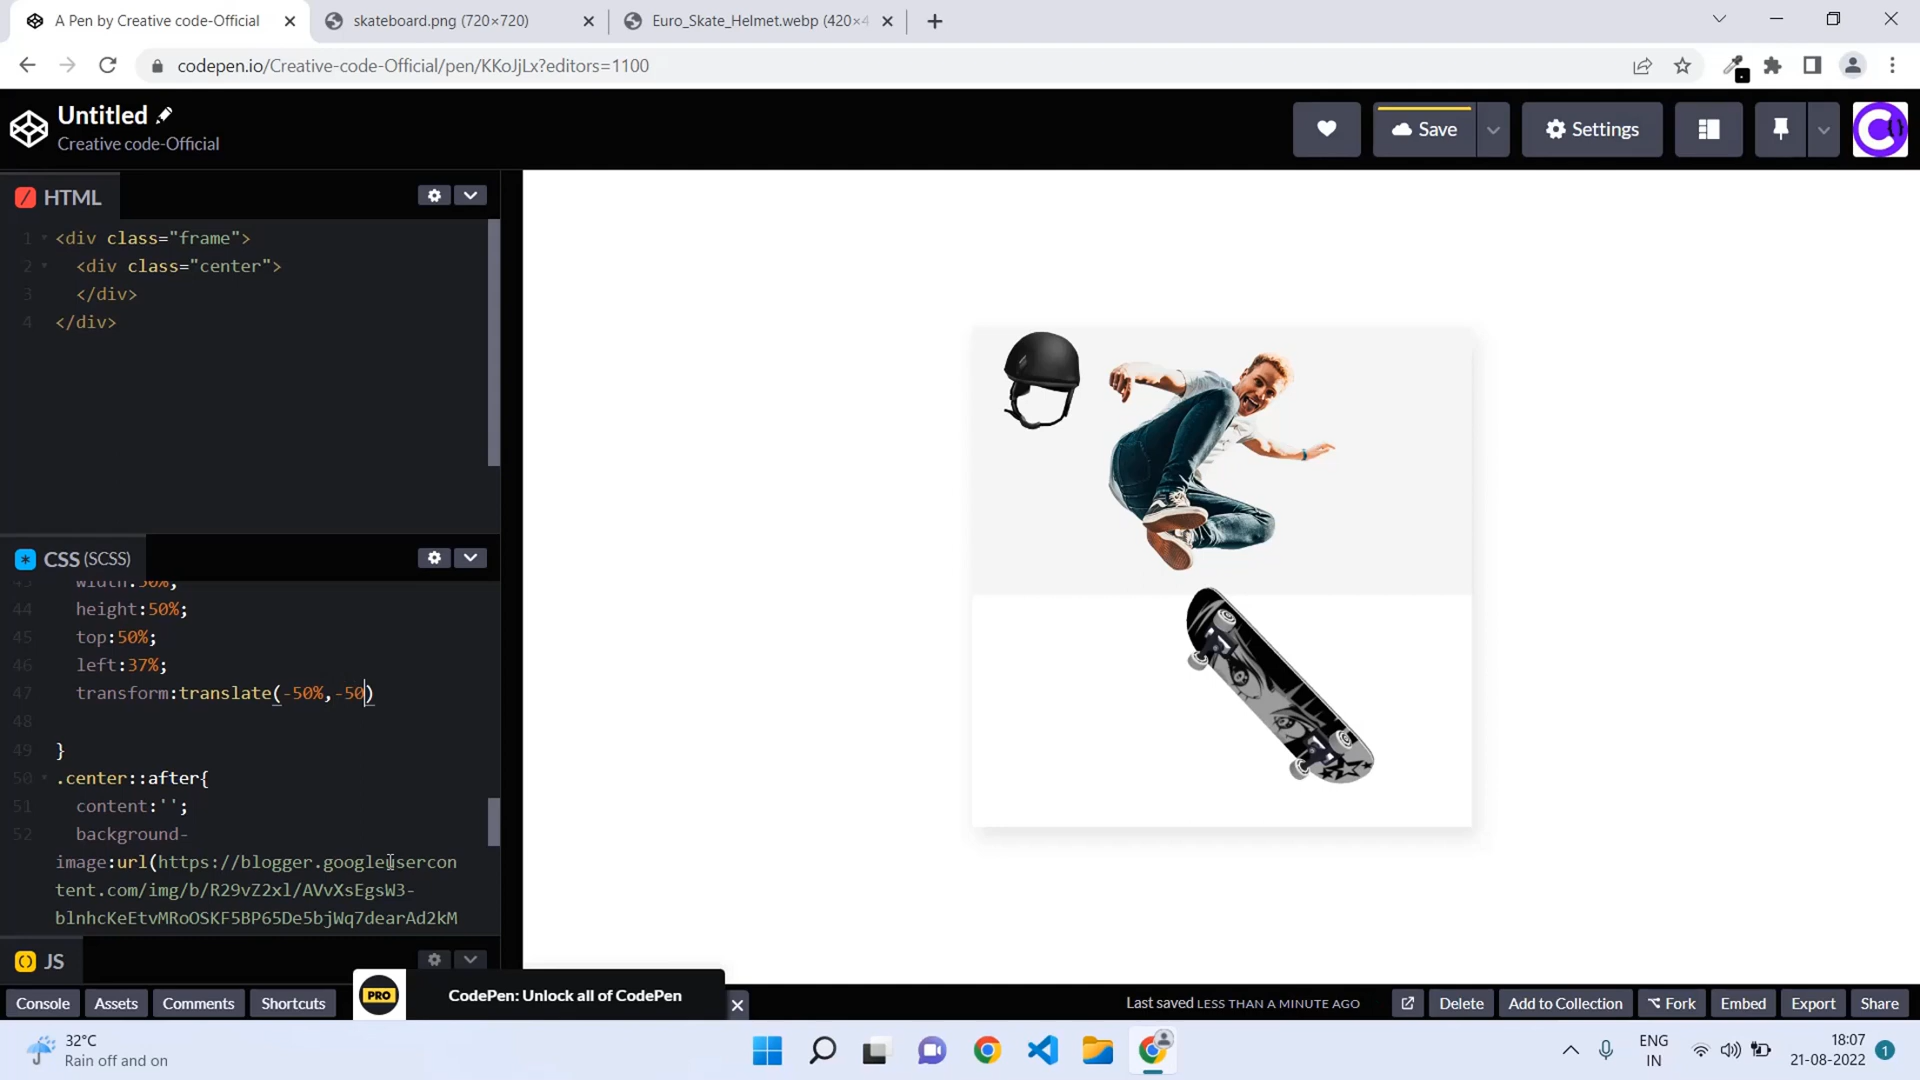 A Pen by Creative code-Official
skateboard.png (720×720)
Euro_Skate_Helmet.webp (420×4
codepen.io/Creative-code-Official/pen/KKoJjLx?editors=1100
Untitled
Creative code-Official
Save
Settings
HTML
1 <div class="frame">
2 <div class="center">
3 </div>
4 </div>
CSS (SCSS)
43 width:50%;
44 height:50%;
45 top:50%;
46 left:37%;
47 transform:translate(-50%,-50)
48
49 }
50 .center::after{
51 content:'';
52 background-
image:url(https://blogger.googleusercon
tent.com/img/b/R29vZ2xl/AVvXsEgsW3-
blnhcKeEtvMRoOSKF5BP65De5bjWq7dearAd2kM
JS
PRO
CodePen: Unlock all of CodePen
Console
Assets
Comments
Shortcuts
Last saved LESS THAN A MINUTE AGO
Delete
Add to Collection
Fork
Embed
Export
Share
32°C
Rain off and on
ENG
IN
18:07
21-08-2022
1